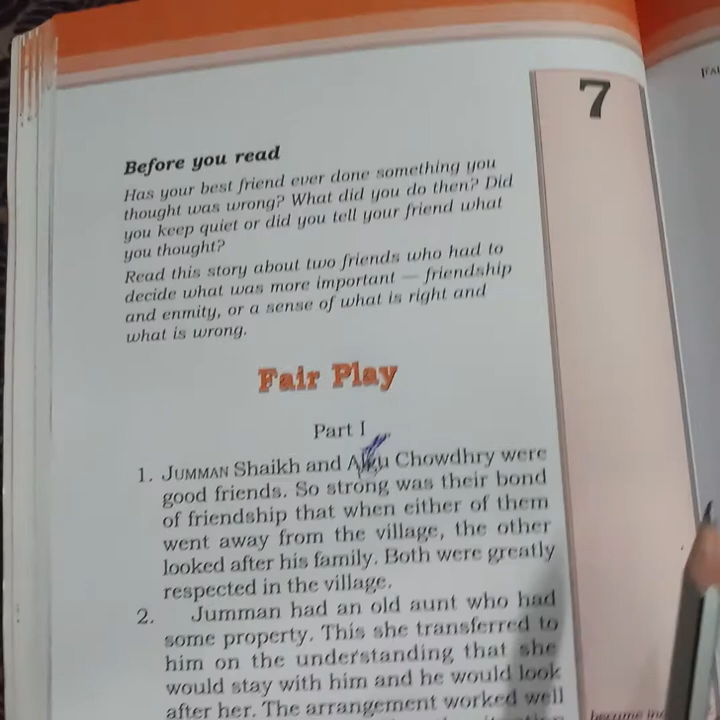 7
Before you read
Has your best friend ever done something you
thought was wrong? What did you do then? Did
you keep quiet or did you tell your friend what
you thought?
Read this story about two friends who had to
decide what was more important — friendship
and enmity, or a sense of what is right and
what is wrong.
Fair Play
Part I
1. JUMMAN Shaikh and Algu Chowdhry were
good friends. So strong was their bond
of friendship that when either of them
went away from the village, the other
looked after his family. Both were greatly
respected in the village.
2. Jumman had an old aunt who had
some property. This she transferred to
him on the understanding that she
would stay with him and he would look
after her. The arrangement worked well